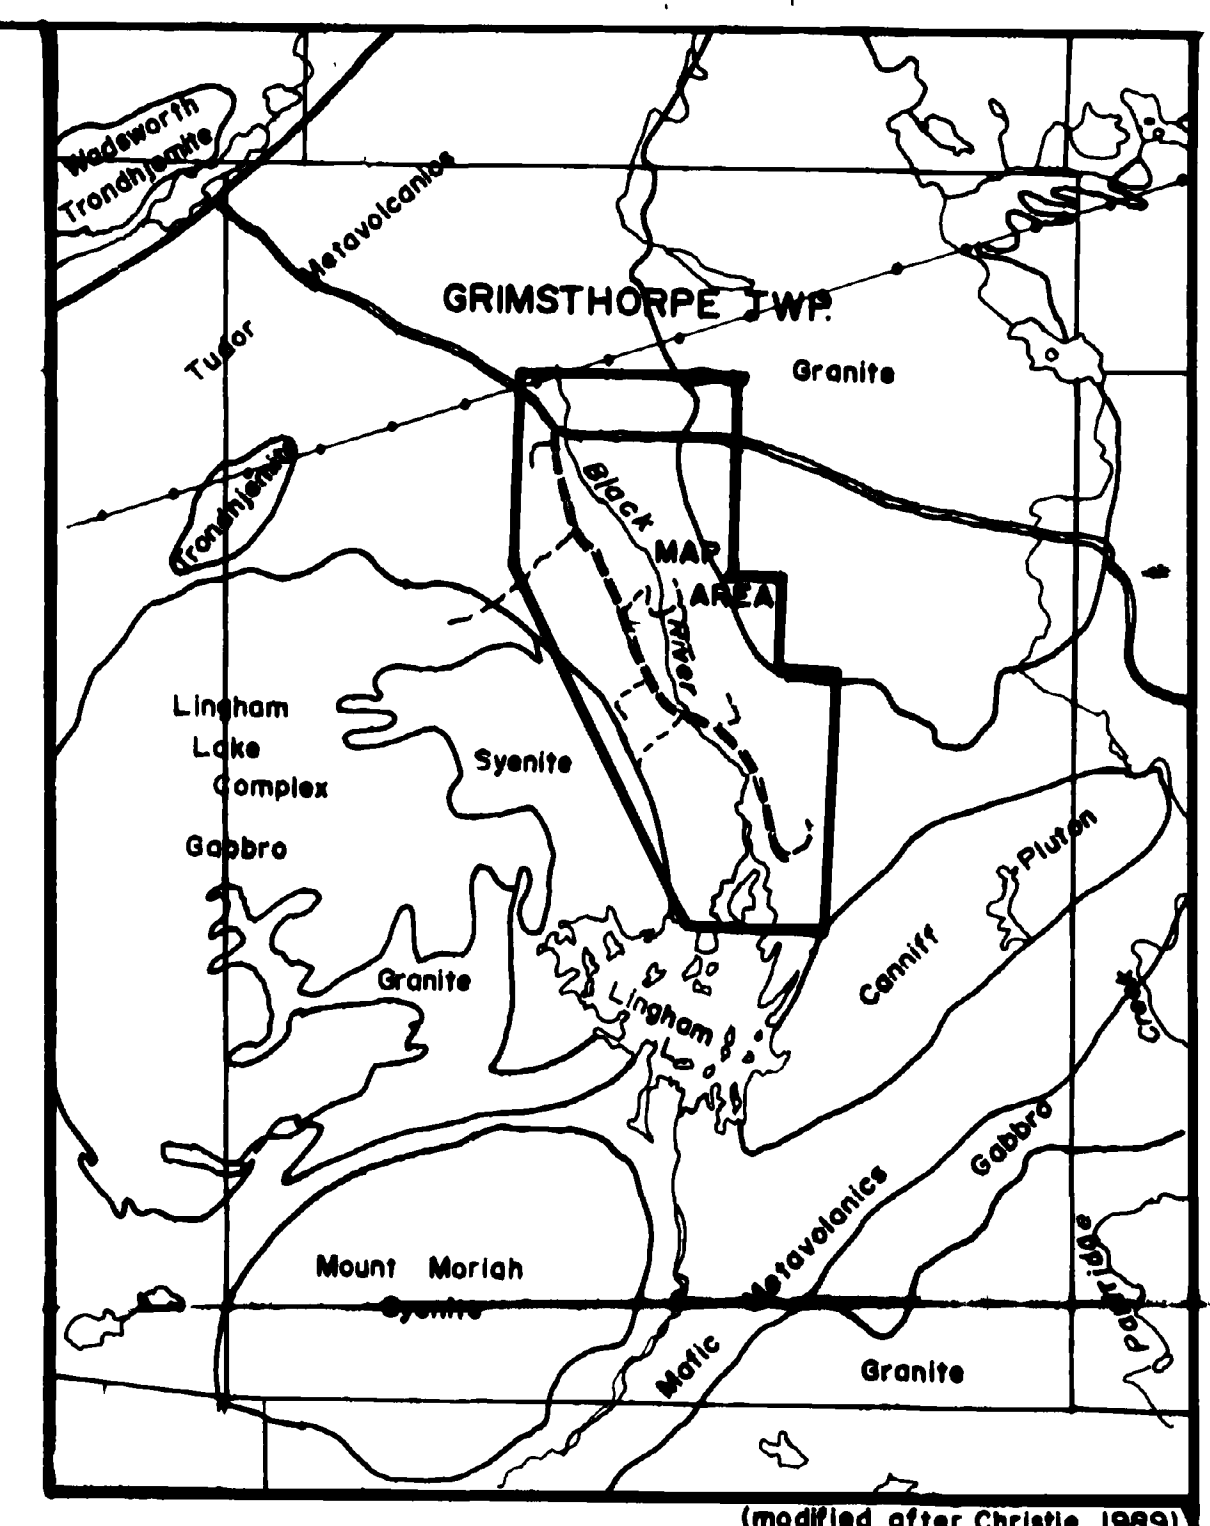 Wadsworth
Trondhjemite
Metavolcanics
GRIMSTHORPE TWP.
Tudor
Granite
Trondhjemite
Black
River
MAP
AREA
Lingham
Lake
Complex
Gabbro
Syenite
Pluton
Canniff
Granite
Lingham
L.
Creek
Gabbro
Metavolanics
Mafic
Partridge
Mount Moriah
Syenite
Granite
(modified after Christie, 1989)